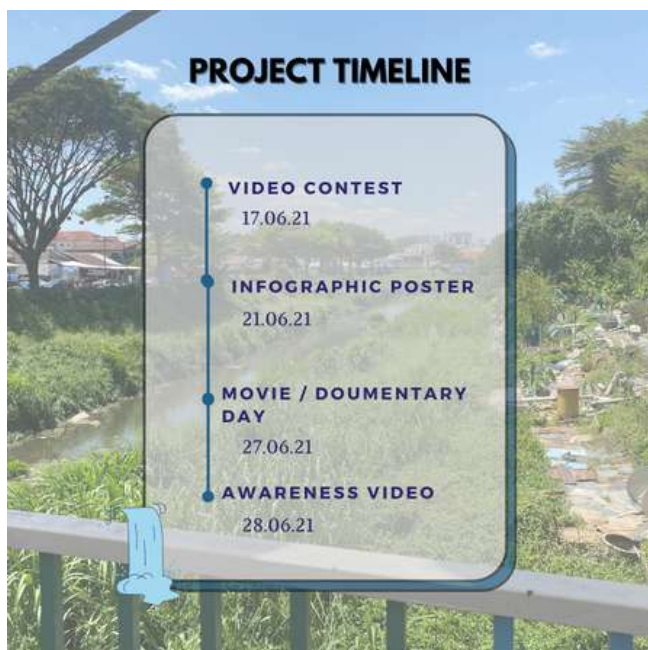 PROJECT TIMELINE
VIDEO CONTEST
17.06.21
INFOGRAPHIC POSTER
21.06.21
MOVIE / DOUMENTARY
DAY
27.06.21
AWARENESS VIDEO
28.06.21